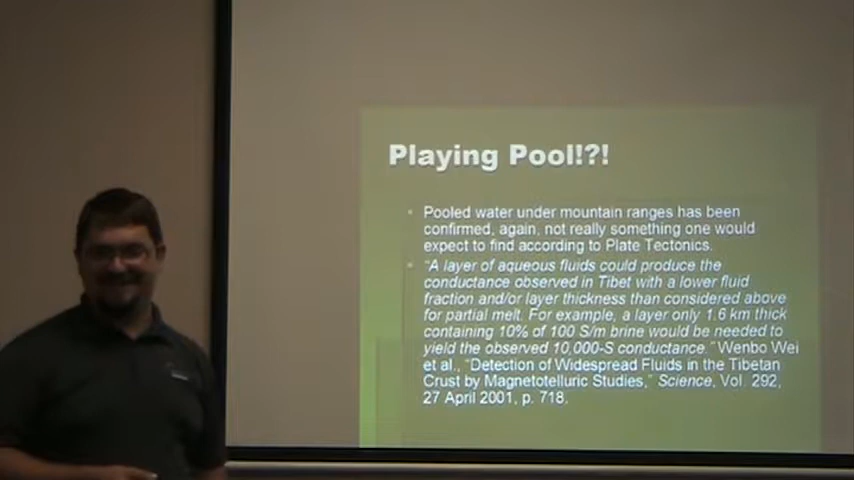 Playing Pool!?!
Pooled water under mountain ranges has been
confirmed, again, not really something one would
expect to find according to Plate Tectonics.
"A layer of aqueous fluids could produce the
conductance observed in Tibet with a lower fluid
fraction and/or layer thickness than considered above
for partial melt. For example, a layer only 1.6 km thick
containing 10% of 100 S/m brine would be needed to
yield the observed 10,000-S conductance." Wenbo Wei
et al., "Detection of Widespread Fluids in the Tibetan
Crust by Magnetotelluric Studies," Science, Vol. 292,
27 April 2001, p. 718.